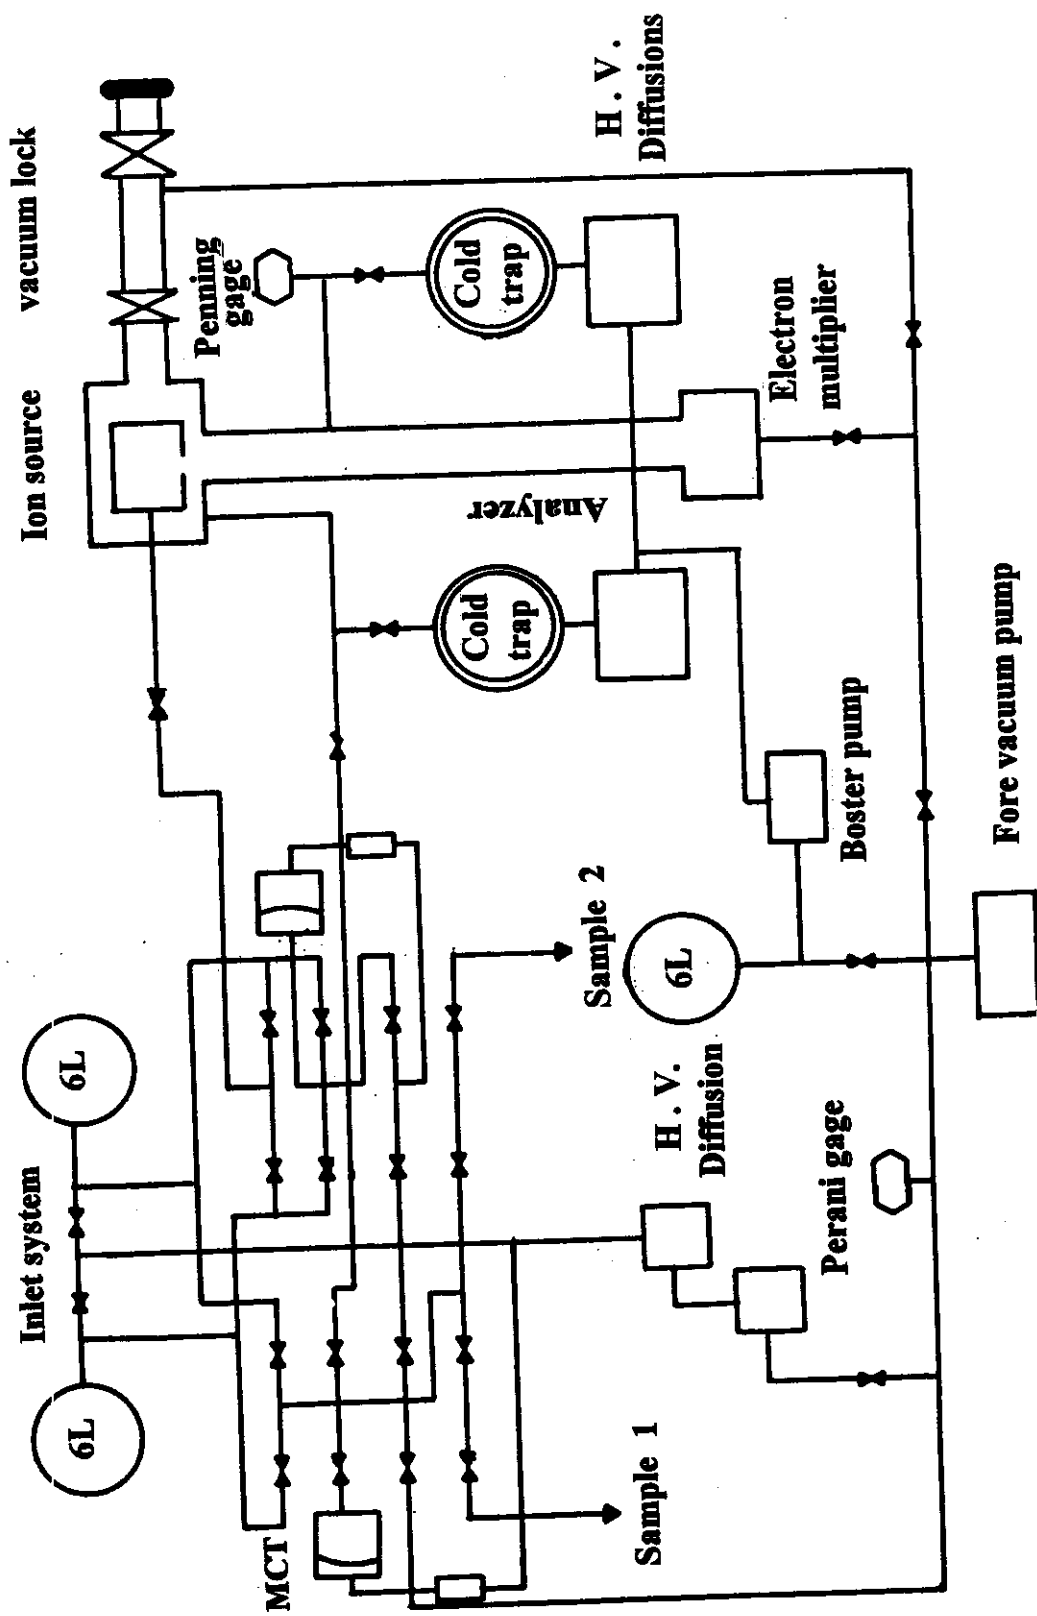 Inlet system
Ion source
vacuum lock
6L
6L
MCT
Penning
gage
Cold
trap
Cold
trap
H . V .
Diffusions
Analyzer
Electron
multiplier
Sample 1
Sample 2
H . V.
Diffusion
6L
Boster pump
Perani gage
Fore vacuum pump